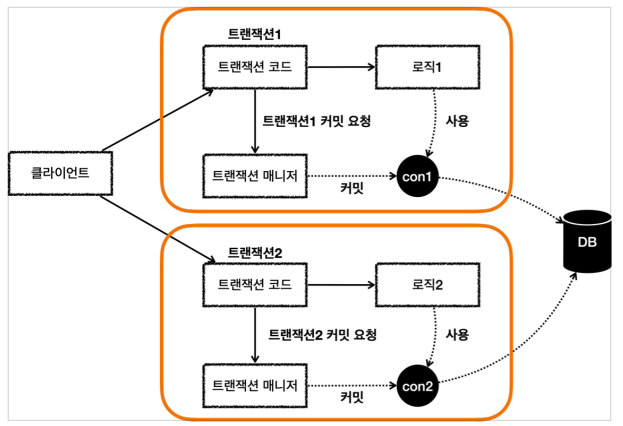 트랜잭션1
트랜잭션 코드
로직1
트랜잭션1 커밋 요청
사용
클라이언트
트랜잭션 매니저
커밋
con1
DB
트랜잭션2
트랜잭션 코드
로직2
트랜잭션2 커밋 요청
사용
트랜잭션 매니저
커밋
con2